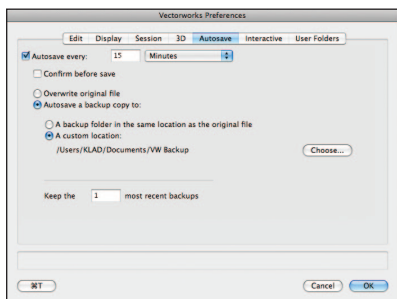 Vectorworks Preferences
Edit Display Session 3D Autosave Interactive User Folders
Autosave every: 15 Minutes
Confirm before save
Overwrite original file
Autosave a backup copy to:
A backup folder in the same location as the original file
A custom location:
/Users/KLAD/Documents/VW Backup Choose...
Keep the 1 most recent backups
⌘T Cancel OK